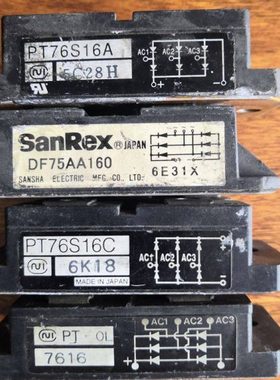 PT76S16A
5C28H
AC1 AC2 AC3
+ -
SanRex® JAPAN
DF75AA160
SANSHA ELECTRIC MFG. CO., LTD.
6E31X
PT76S16C
6K18
MADE IN JAPAN
AC1 AC2 AC3
AC1 AC2 AC3
PT OL
7616
+
-